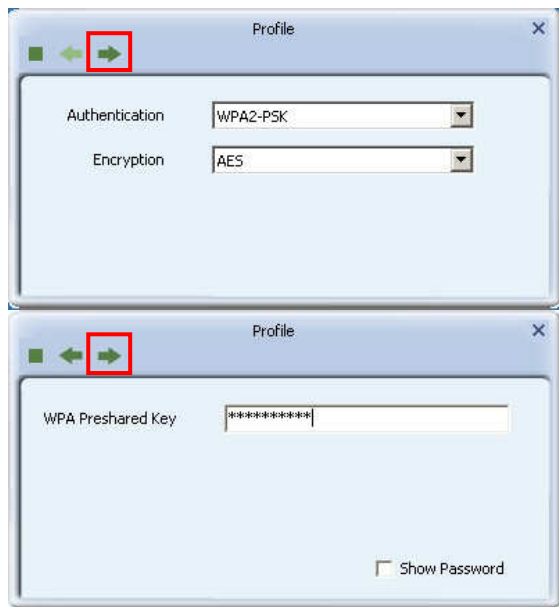 Profile
Authentication WPA2-PSK
Encryption AES
Profile
WPA Preshared Key **********
Show Password